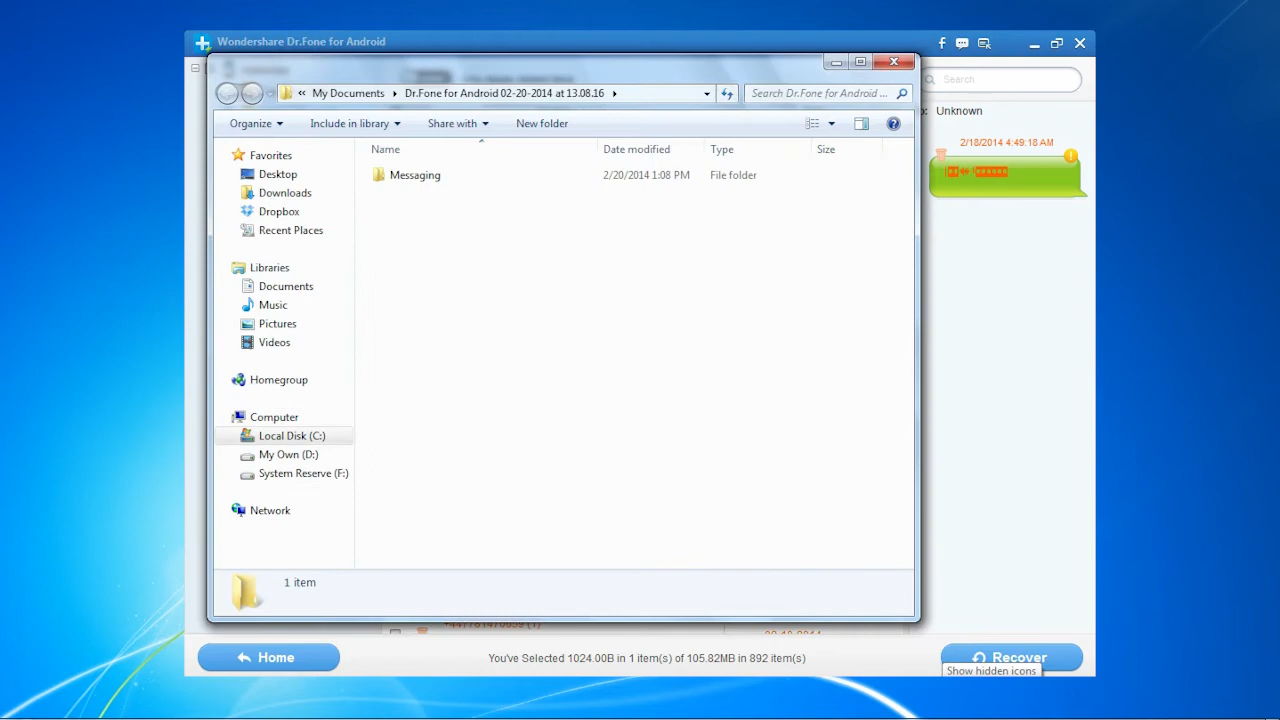 Wondershare Dr.Fone for Android
Search
Unknown
2/18/2014 4:49:18 AM
« My Documents Dr.Fone for Android 02-20-2014 at 13.08.16
Search Dr.Fone for Android ...
Organize Include in library Share with New folder
Name Date modified Type Size
Messaging 2/20/2014 1:08 PM File folder
Favorites
Desktop
Downloads
Dropbox
Recent Places
Libraries
Documents
Music
Pictures
Videos
Homegroup
Computer
Local Disk (C:)
My Own (D:)
System Reserve (F:)
Network
1 item
Home
You've Selected 1024.00B in 1 item(s) of 105.82MB in 892 item(s)
Recover
Show hidden icons